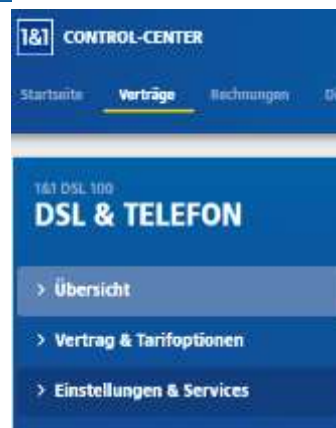 1&1 CONTROL-CENTER
Startseite Verträge Rechnungen
1&1 DSL 100
DSL & TELEFON
> Übersicht
> Vertrag & Tarifoptionen
> Einstellungen & Services